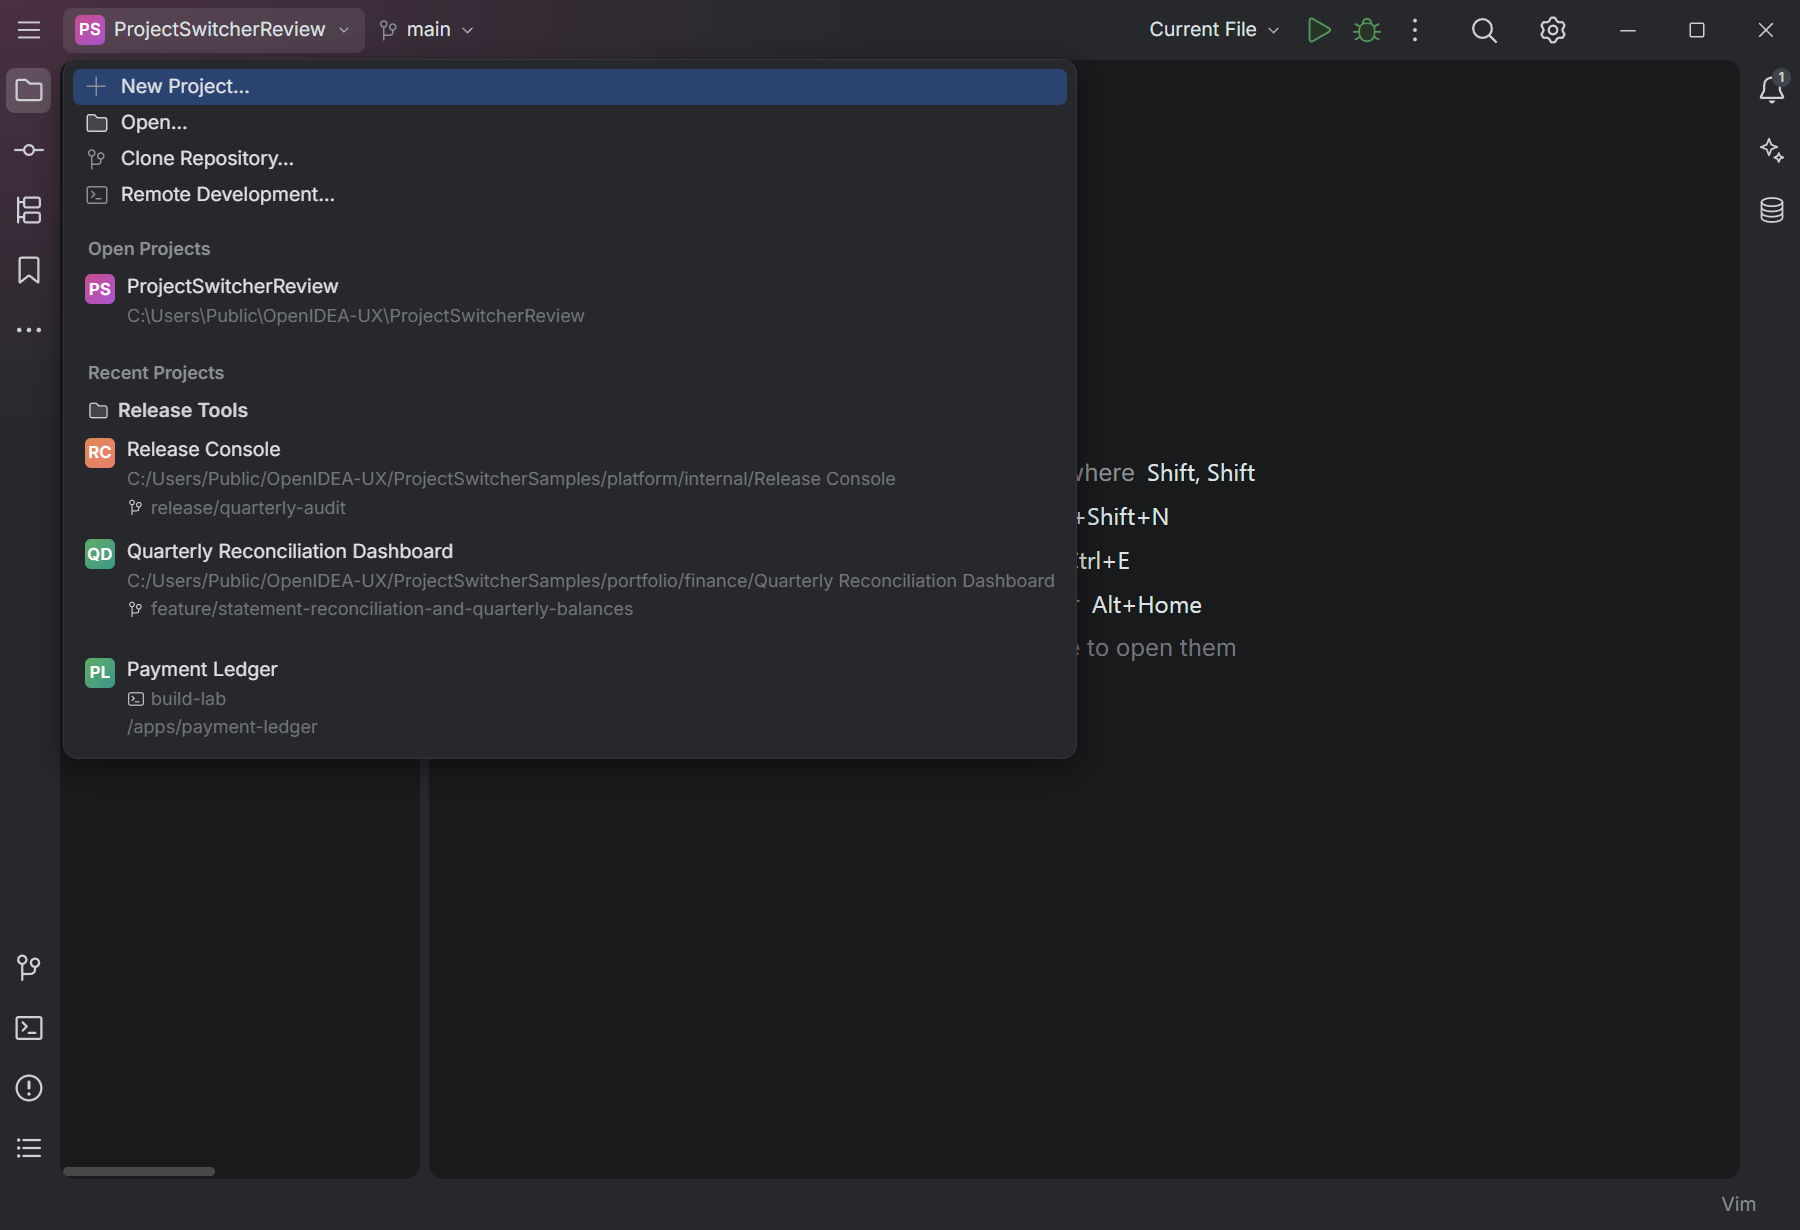 PS ProjectSwitcherReview main Current File
New Project...
Open...
Clone Repository...
Remote Development...
Open Projects
PS ProjectSwitcherReview
C:\Users\Public\OpenIDEA-UX\ProjectSwitcherReview
Recent Projects
Release Tools
RC Release Console
C:/Users/Public/OpenIDEA-UX/ProjectSwitcherSamples/platform/internal/Release Console
release/quarterly-audit
QD Quarterly Reconciliation Dashboard
C:/Users/Public/OpenIDEA-UX/ProjectSwitcherSamples/portfolio/finance/Quarterly Reconciliation Dashboard
feature/statement-reconciliation-and-quarterly-balances
PL Payment Ledger
build-lab
/apps/payment-ledger
1
Shift, Shift
+Shift+N
+E
Alt+Home
to open them
Vim